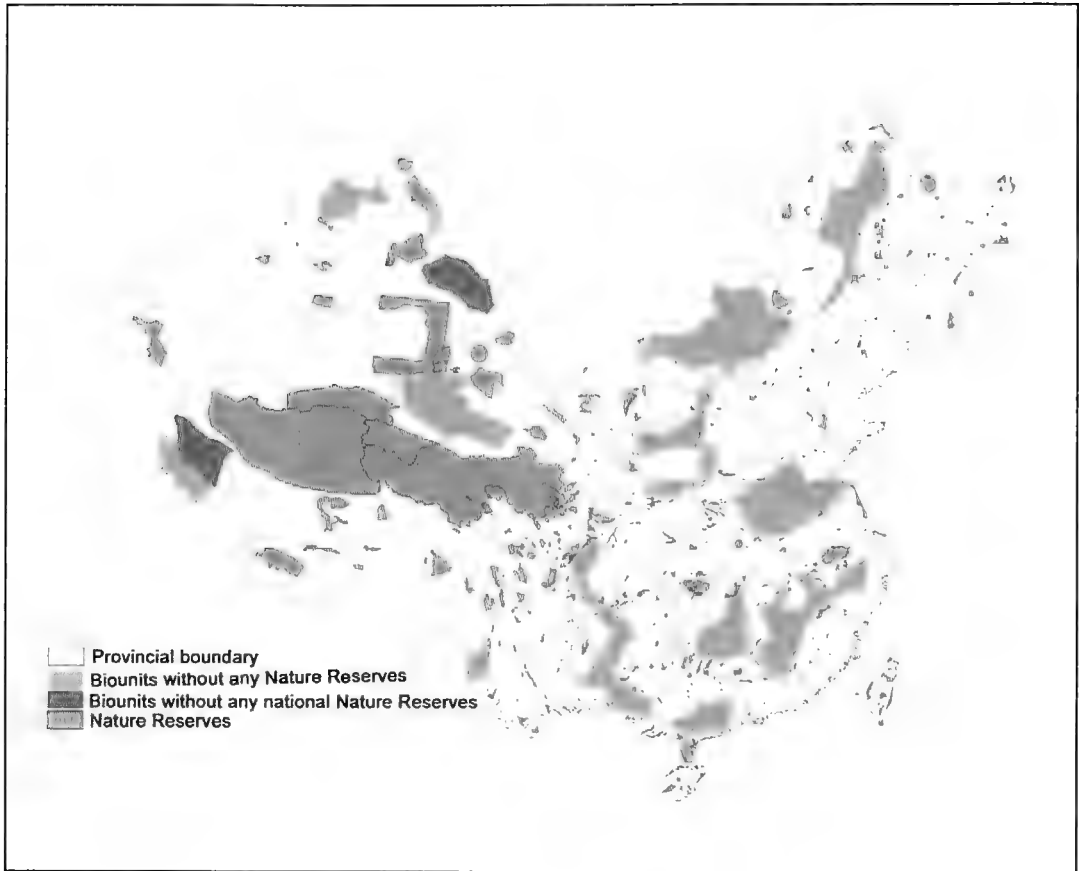 Provincial boundary
Biounits without any Nature Reserves
Biounits without any national Nature Reserves
Nature Reserves